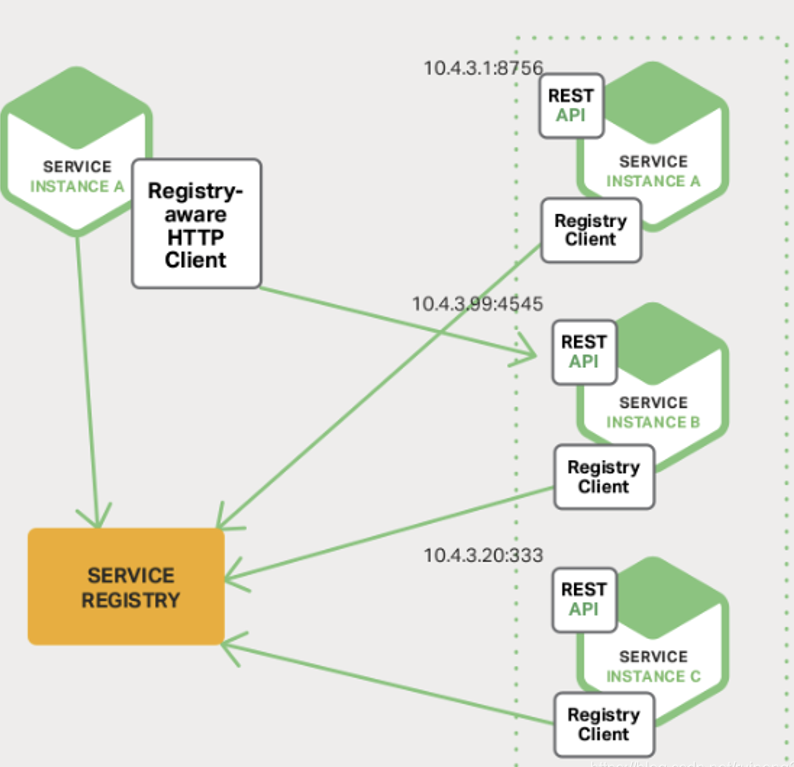 10.4.3.1:8756
REST
API
SERVICE
INSTANCE A
SERVICE
INSTANCE A
Registry-
aware
HTTP
Client
Registry
Client
10.4.3.99:4545
REST
API
SERVICE
INSTANCE B
Registry
Client
10.4.3.20:333
SERVICE
REGISTRY
REST
API
SERVICE
INSTANCE C
Registry
Client